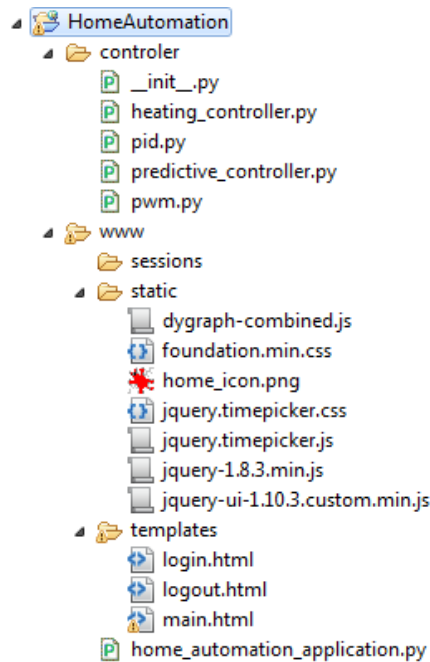 HomeAutomation
controler
__init__.py
heating_controller.py
pid.py
predictive_controller.py
pwm.py
www
sessions
static
dygraph-combined.js
foundation.min.css
home_icon.png
jquery.timepicker.css
jquery.timepicker.js
jquery-1.8.3.min.js
jquery-ui-1.10.3.custom.min.js
templates
login.html
logout.html
main.html
home_automation_application.py